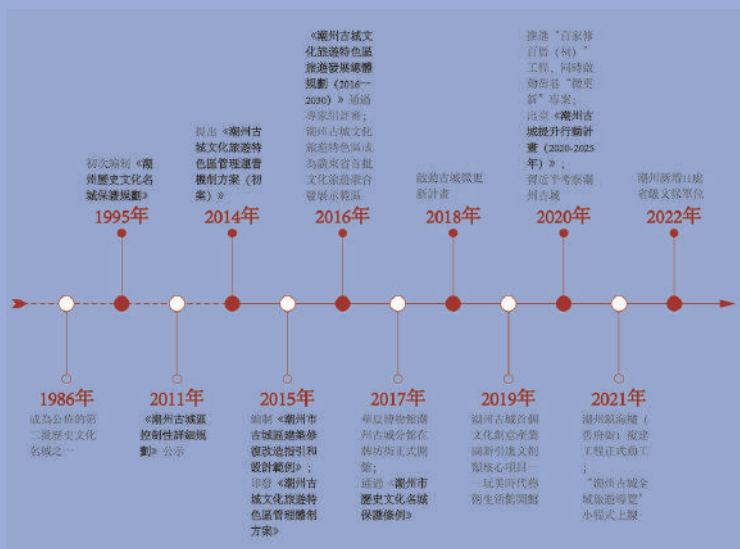 初次編制《潮
州歷史文化名
城保護規劃》
1995年
提出《潮州古
城文化旅遊特
色區管理運營
機制方案(初
案)》
2014年
《潮州古城文
化旅遊特色區
旅遊發展總體
規劃(2016一
2030)》通過
專家組評審;
潮州古城文化
旅遊特色區成
為廣東省首批
文化旅遊融合
發展示範區
2016年
啟動古城微更
新計畫
2018年
推進“百家修
百厝(祠)”
工程,同時啟
動街巷“微更
新”專案;
出臺《潮州古
城提升行動計
畫(2020-2025
年)》;
習近平考察潮
州古城
2020年
潮州新增11處
省級文保單位
2022年
1986年
成為公佈的第
二批歷史文化
名城之一
2011年
《潮州古城區
控制性詳細規
劃》公示
2015年
編制《潮州市
古城區建築修
復改造指引和
設計範例》;
印發《潮州古
城文化旅遊特
色區管理體制
方案》
2017年
華夏博物館潮
州古城分館在
牌坊街正式開
館;
通過《潮州市
歷史文化名城
保護條例》
2019年
潮州古城首個
文化創意產業
園新引進文創
類核心項目一
一玩美時代藝
術生活館開館
2021年
潮州鎮海樓(
舊府衙)復建
工程正式動工
;
“潮州古城全
域旅遊導覽”
小程式上線